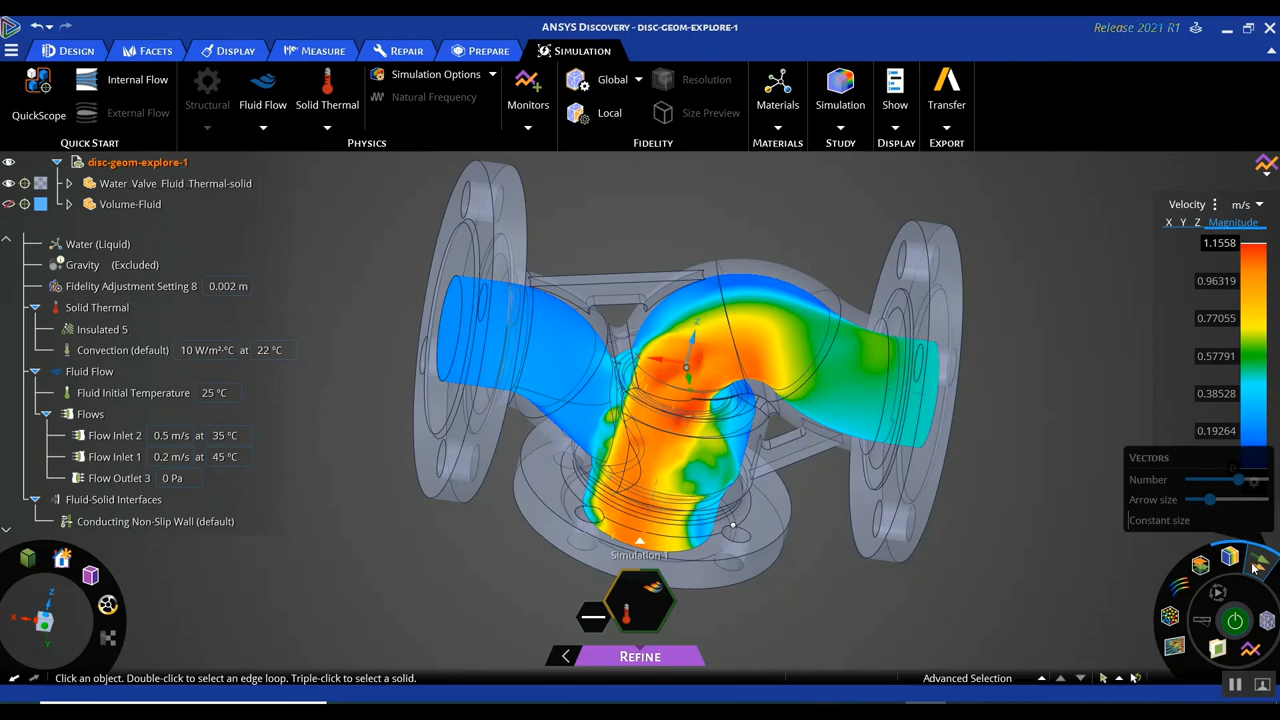 ANSYS Discovery - DISC-GEOM-EXPLORE-1
Release 2021 R1
DESIGN
FACETS
DISPLAY
MEASURE
REPAIR
PREPARE
SIMULATION
QuickScope
Internal Flow
External Flow
Quick Start
Structural
Fluid Flow
Solid Thermal
Simulation Options
Natural Frequency
Physics
Monitors
Global
Local
Resolution
Size Preview
Fidelity
Materials
Materials
Simulation
Study
Show
Display
Transfer
Export
disc-geom-explore-1
Water Valve Fluid Thermal-solid
Volume-Fluid
Water (Liquid)
Gravity (Excluded)
Fidelity Adjustment Setting 8 0.002 m
Solid Thermal
Insulated 5
Convection (default) 10 W/m²·°C at 22 °C
Fluid Flow
Fluid Initial Temperature 25 °C
Flows
Flow Inlet 2 0.5 m/s at 35 °C
Flow Inlet 1 0.2 m/s at 45 °C
Flow Outlet 3 0 Pa
Fluid-Solid Interfaces
Conducting Non-Slip Wall (default)
Velocity m/s
X Y Z Magnitude
1.1558
0.96319
0.77055
0.57791
0.38528
0.19264
0
Vectors
Number
Arrow size
Constant size
Z
X
Y
Z
Simulation 1
REFINE
Click an object. Double-click to select an edge loop. Triple-click to select a solid.
Advanced Selection